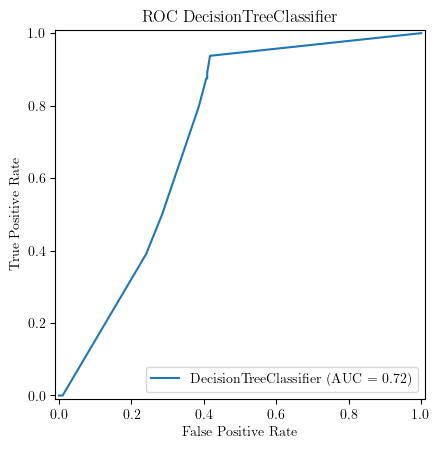 ROC DecisionTreeClassifier
1.0
0.8
0.6
0.4
0.2
0.0
True Positive Rate
DecisionTreeClassifier (AUC = 0.72)
0.0 0.2 0.4 0.6 0.8 1.0
False Positive Rate